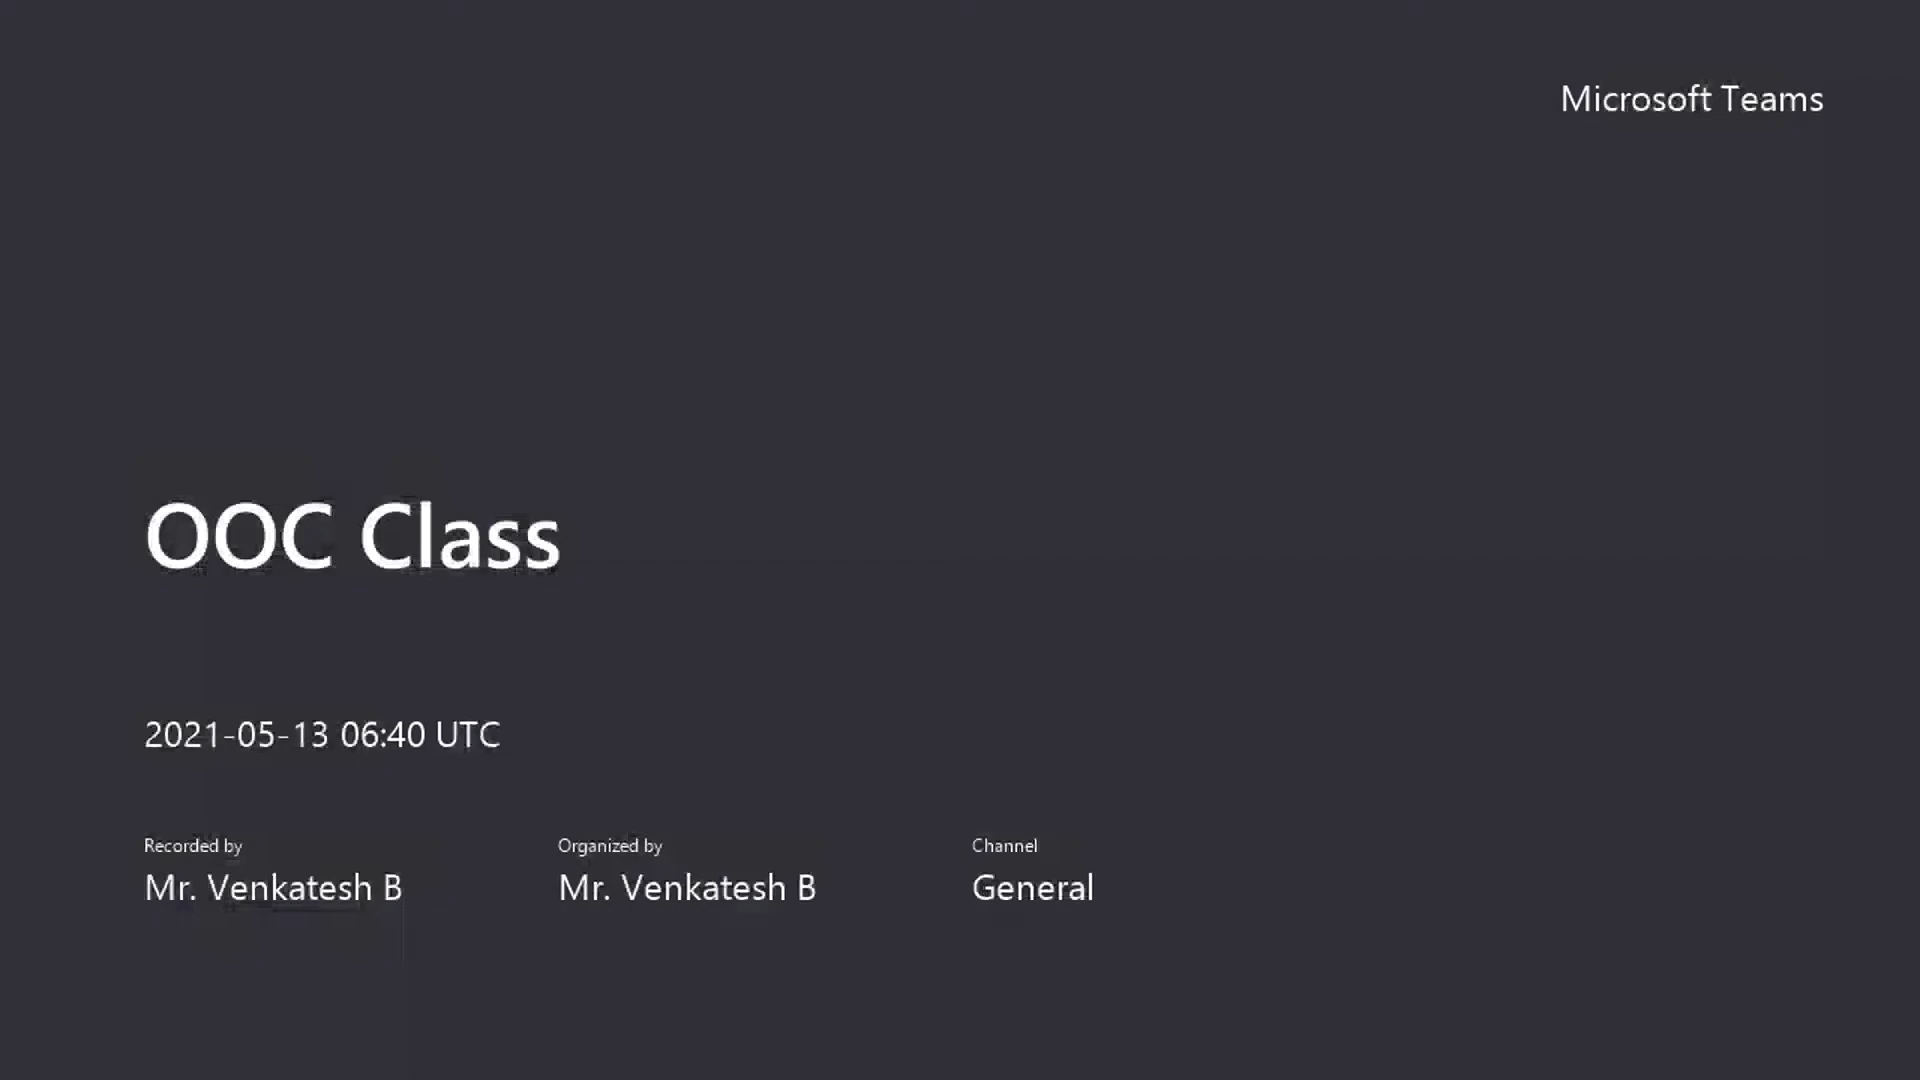 Microsoft Teams
OOC Class
2021-05-13 06:40 UTC
Recorded by
Mr. Venkatesh B
Organized by
Mr. Venkatesh B
Channel
General